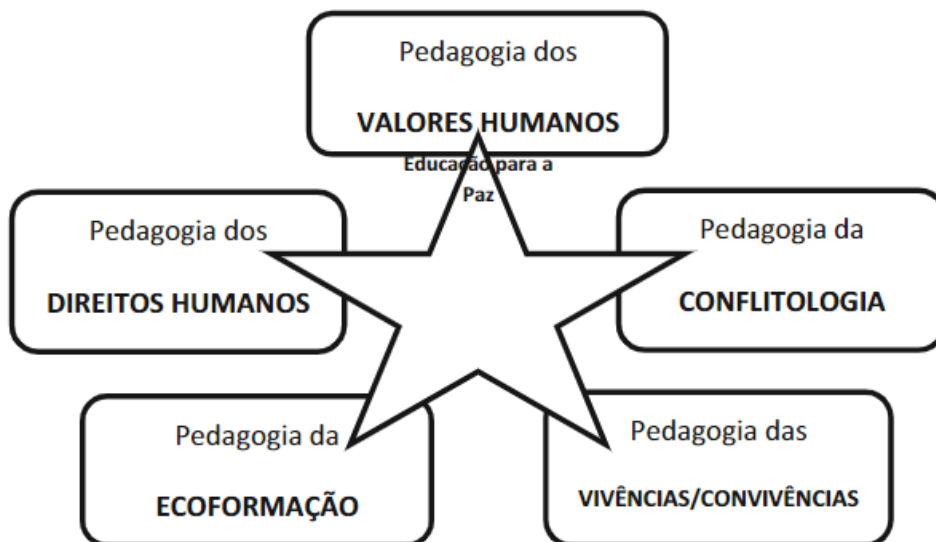 Pedagogia dos
VALORES HUMANOS
Educação para a
Paz
Pedagogia dos
DIREITOS HUMANOS
Pedagogia da
CONFLITOLOGIA
Pedagogia da
ECOFORMAÇÃO
Pedagogia das
VIVÊNCIAS/CONVIVÊNCIAS